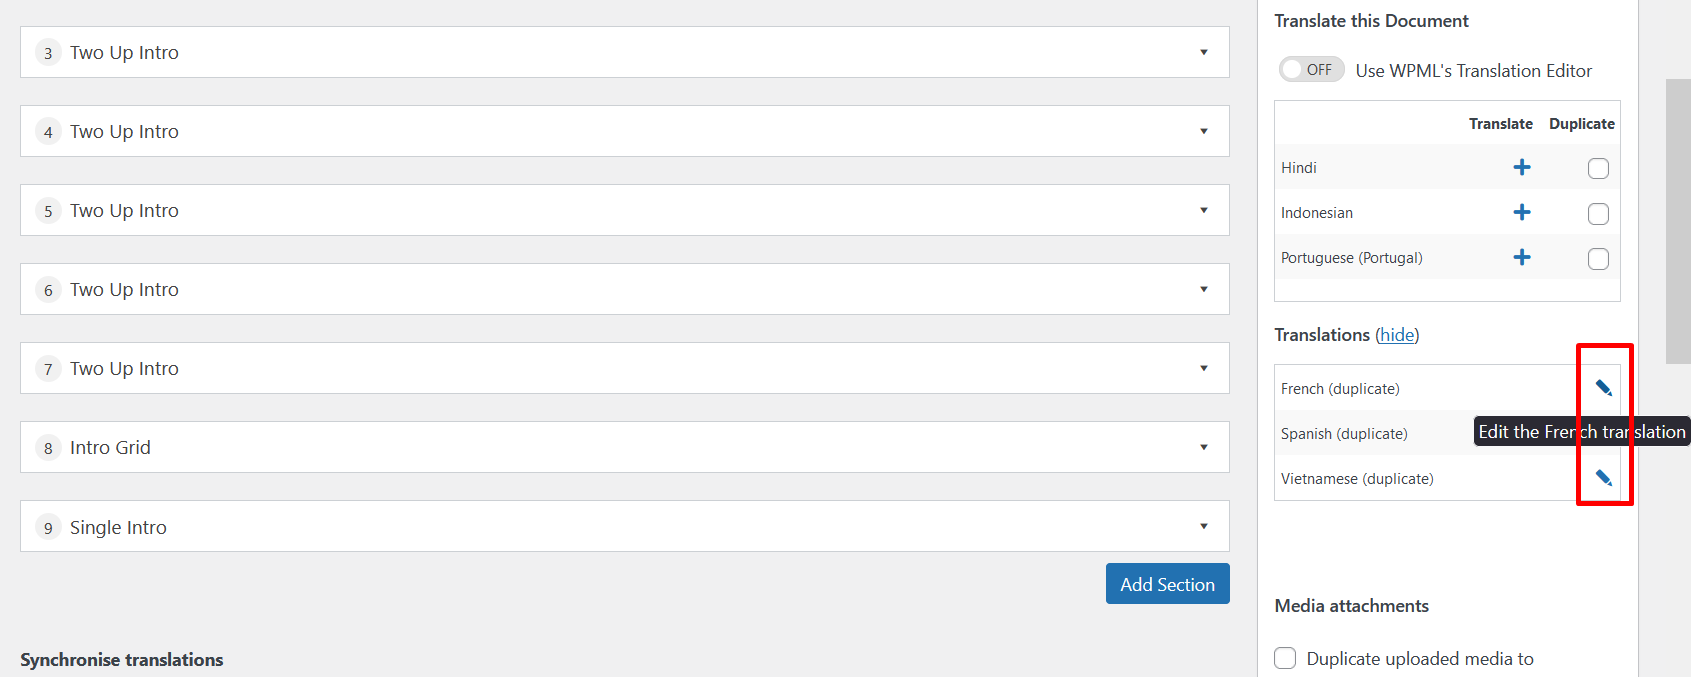 3 Two Up Intro
4 Two Up Intro
5 Two Up Intro
6 Two Up Intro
7 Two Up Intro
8 Intro Grid
9 Single Intro
Add Section
Synchronise translations
Translate this Document
OFF Use WPML's Translation Editor
Translate Duplicate
Hindi
Indonesian
Portuguese (Portugal)
Translations (hide)
French (duplicate)
Spanish (duplicate)
Edit the French translation
Vietnamese (duplicate)
Media attachments
Duplicate uploaded media to